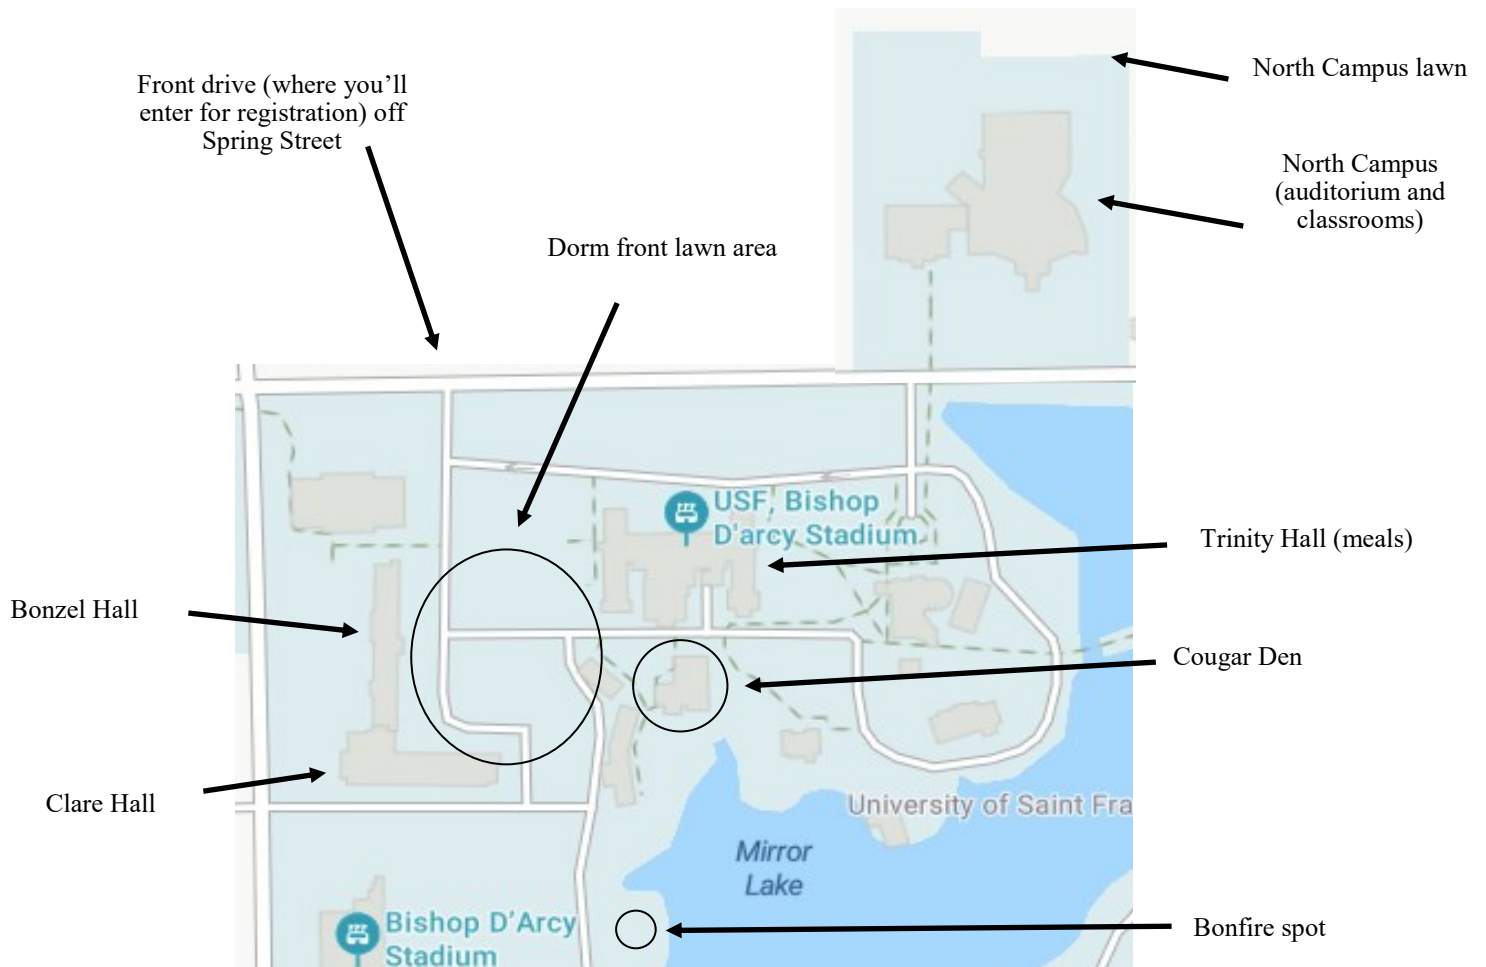 North Campus lawn
Front drive (where you’ll
enter for registration) off
Spring Street
North Campus
(auditorium and
classrooms)
Dorm front lawn area
USF, Bishop
D'arcy Stadium
Trinity Hall (meals)
Bonzel Hall
Cougar Den
Clare Hall
University of Saint Fra
Mirror
Lake
Bishop D’Arcy
Stadium
Bonfire spot